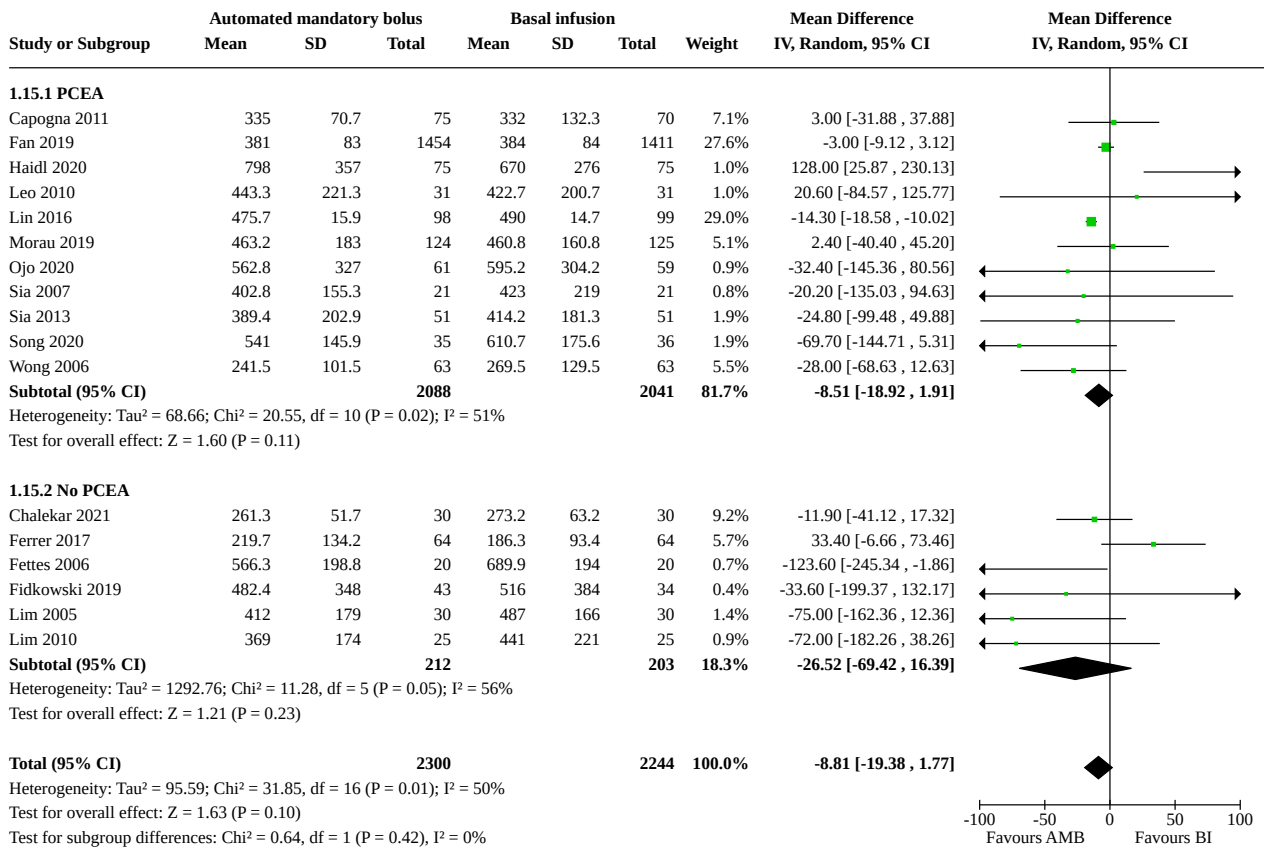 Automated mandatory bolus Basal infusion Mean Difference Mean Difference
Study or Subgroup Mean SD Total Mean SD Total Weight IV, Random, 95% CI IV, Random, 95% CI
1.15.1 PCEA
Capogna 2011 335 70.7 75 332 132.3 70 7.1% 3.00 [-31.88 , 37.88]
Fan 2019 381 83 1454 384 84 1411 27.6% -3.00 [-9.12 , 3.12]
Haidl 2020 798 357 75 670 276 75 1.0% 128.00 [25.87 , 230.13]
Leo 2010 443.3 221.3 31 422.7 200.7 31 1.0% 20.60 [-84.57 , 125.77]
Lin 2016 475.7 15.9 98 490 14.7 99 29.0% -14.30 [-18.58 , -10.02]
Morau 2019 463.2 183 124 460.8 160.8 125 5.1% 2.40 [-40.40 , 45.20]
Ojo 2020 562.8 327 61 595.2 304.2 59 0.9% -32.40 [-145.36 , 80.56]
Sia 2007 402.8 155.3 21 423 219 21 0.8% -20.20 [-135.03 , 94.63]
Sia 2013 389.4 202.9 51 414.2 181.3 51 1.9% -24.80 [-99.48 , 49.88]
Song 2020 541 145.9 35 610.7 175.6 36 1.9% -69.70 [-144.71 , 5.31]
Wong 2006 241.5 101.5 63 269.5 129.5 63 5.5% -28.00 [-68.63 , 12.63]
Subtotal (95% CI) 2088 2041 81.7% -8.51 [-18.92 , 1.91]
Heterogeneity: Tau² = 68.66; Chi² = 20.55, df = 10 (P = 0.02); I² = 51%
Test for overall effect: Z = 1.60 (P = 0.11)
1.15.2 No PCEA
Chalekar 2021 261.3 51.7 30 273.2 63.2 30 9.2% -11.90 [-41.12 , 17.32]
Ferrer 2017 219.7 134.2 64 186.3 93.4 64 5.7% 33.40 [-6.66 , 73.46]
Fettes 2006 566.3 198.8 20 689.9 194 20 0.7% -123.60 [-245.34 , -1.86]
Fidkowski 2019 482.4 348 43 516 384 34 0.4% -33.60 [-199.37 , 132.17]
Lim 2005 412 179 30 487 166 30 1.4% -75.00 [-162.36 , 12.36]
Lim 2010 369 174 25 441 221 25 0.9% -72.00 [-182.26 , 38.26]
Subtotal (95% CI) 212 203 18.3% -26.52 [-69.42 , 16.39]
Heterogeneity: Tau² = 1292.76; Chi² = 11.28, df = 5 (P = 0.05); I² = 56%
Test for overall effect: Z = 1.21 (P = 0.23)
Total (95% CI) 2300 2244 100.0% -8.81 [-19.38 , 1.77]
Heterogeneity: Tau² = 95.59; Chi² = 31.85, df = 16 (P = 0.01); I² = 50%
Test for overall effect: Z = 1.63 (P = 0.10)
Test for subgroup differences: Chi² = 0.64, df = 1 (P = 0.42), I² = 0%
-100 -50 0 50 100
Favours AMB Favours BI